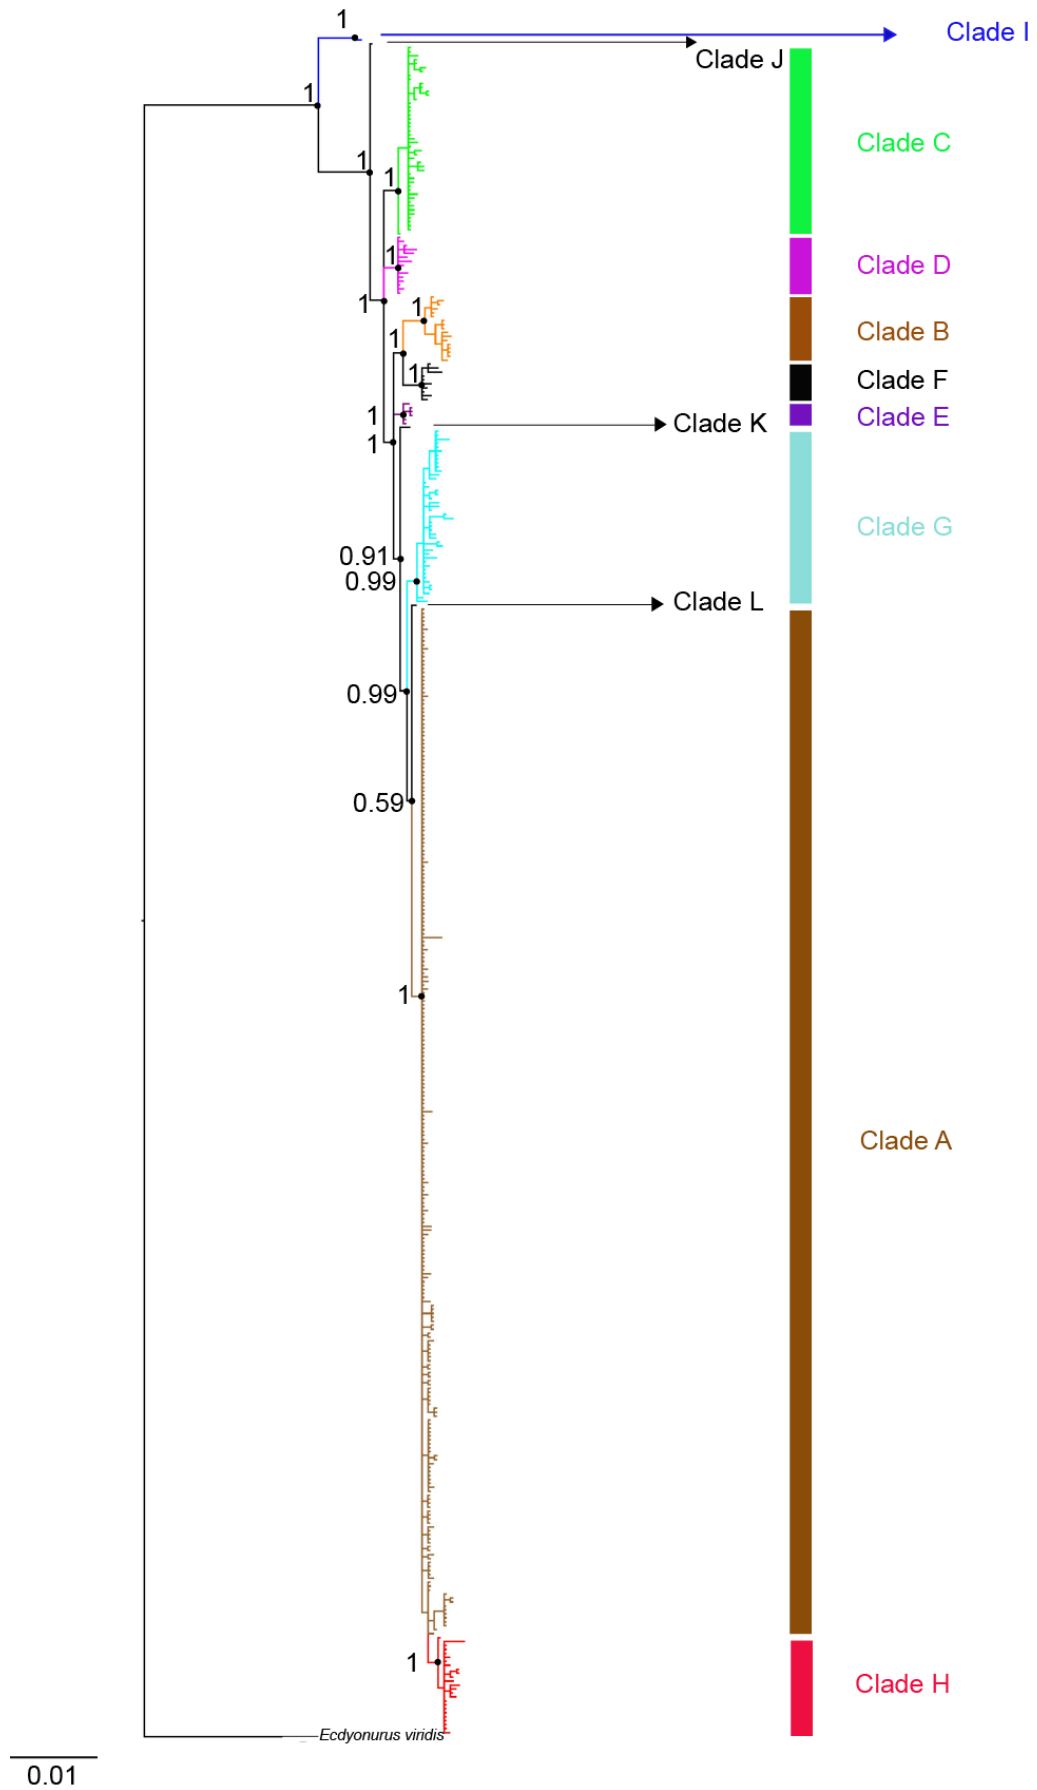 1
Clade I
Clade J
1
Clade C
1
1
Clade D
1
1
1
Clade B
1
1
Clade F
1
Clade E
Clade K
1
Clade G
0.91
0.99
Clade L
0.99
0.59
1
Clade A
1
Clade H
Ecdyonurus viridis
0.01